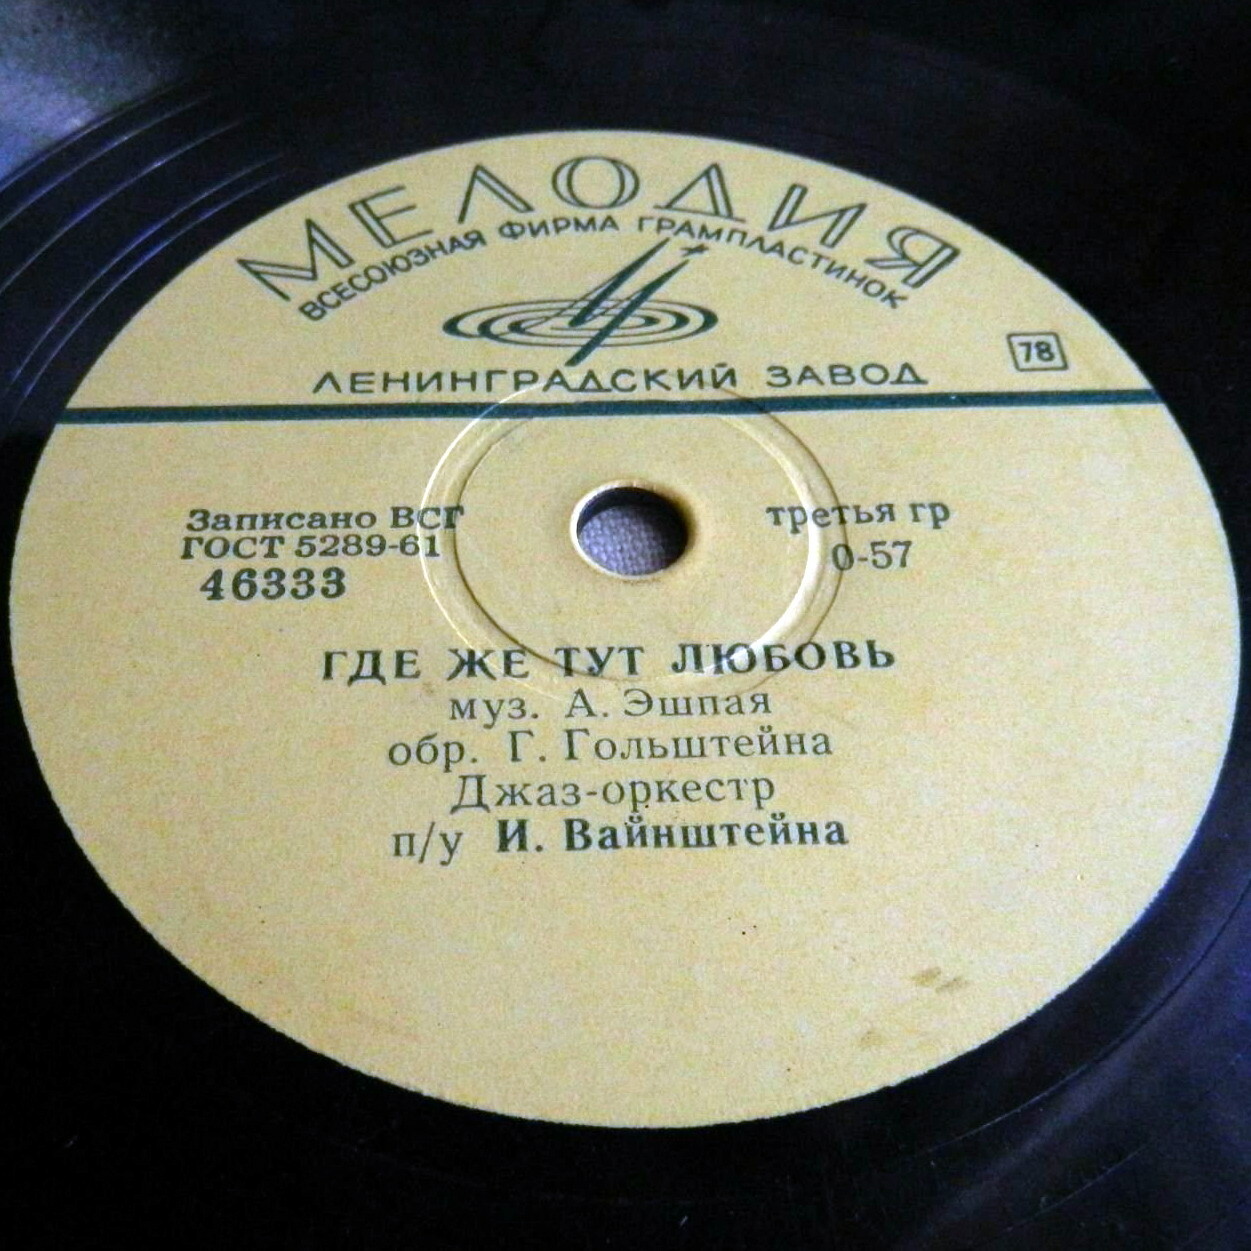 МЕЛОДИЯ
ВСЕСОЮЗНАЯ ФИРМА ГРАМПЛАСТИНОК
78
ЛЕНИНГРАДСКИЙ ЗАВОД
Записано ВСГ
третья гр
ГОСТ 5289-61
0-57
46333
ГДЕ ЖЕ ТУТ ЛЮБОВЬ
муз. А. Эшпая
обр. Г. Гольштейна
Джаз-оркестр
п/у И. Вайнштейна